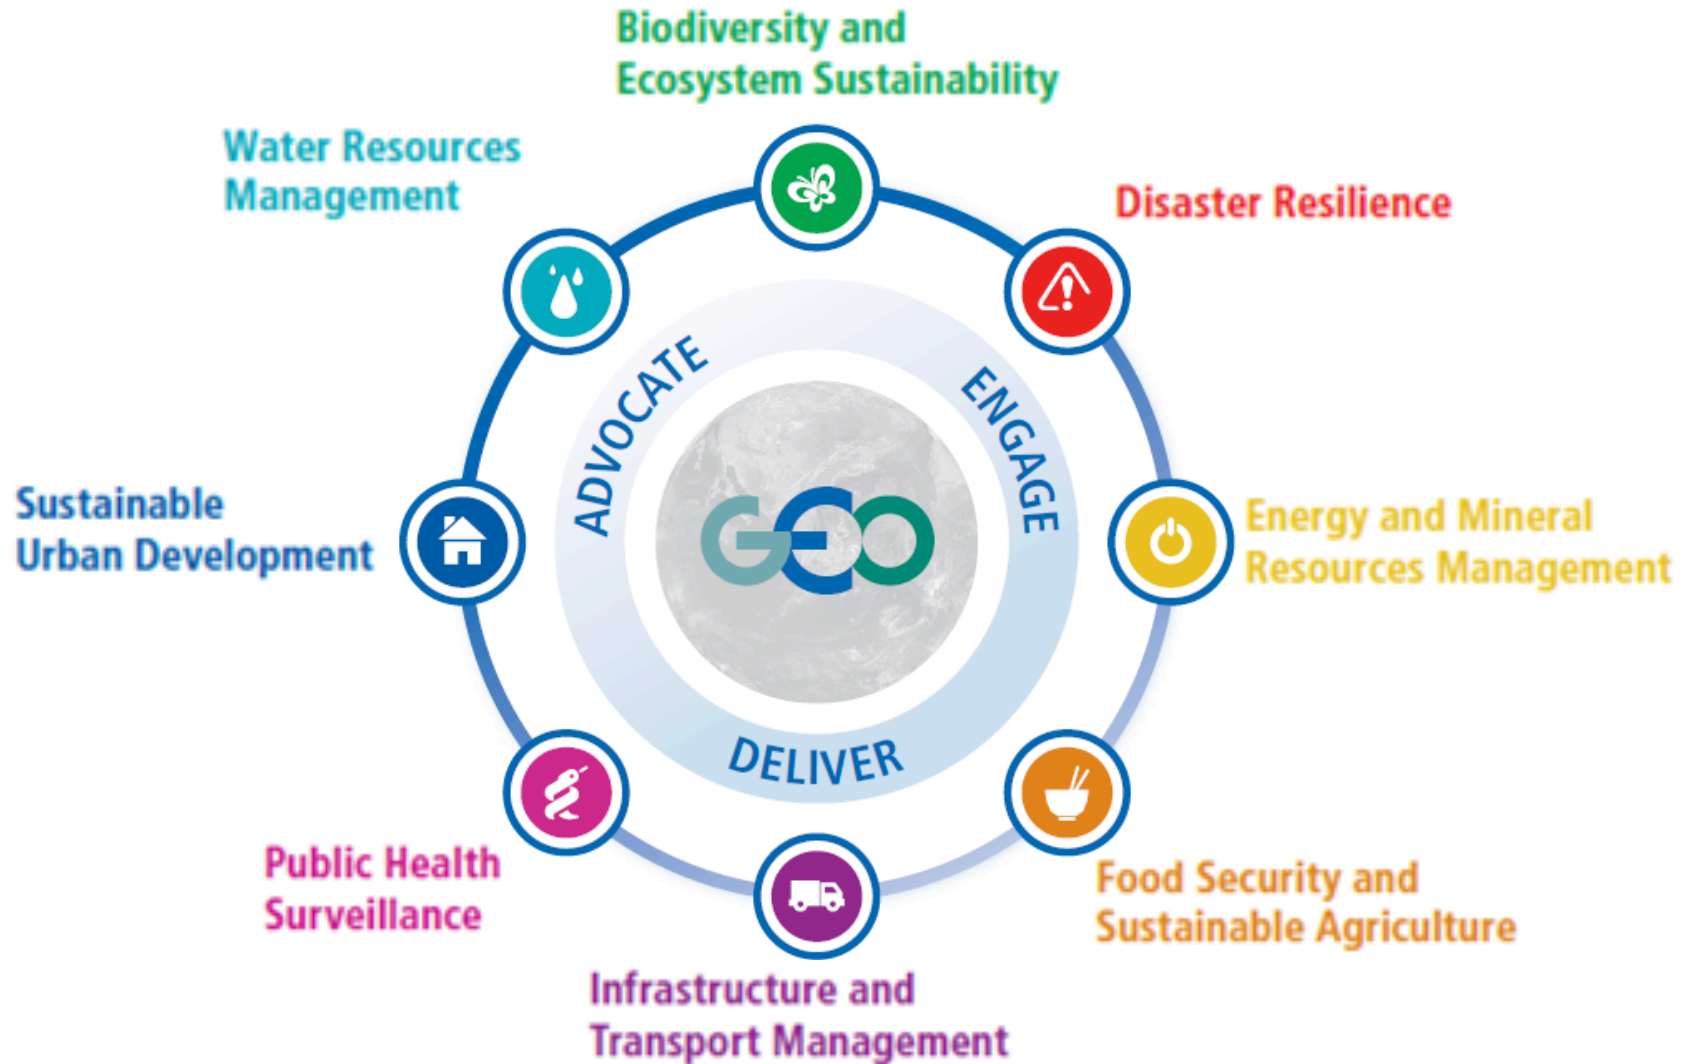 Biodiversity and
Ecosystem Sustainability
Water Resources
Management
Disaster Resilience
ADVOCATE
ENGAGE
GEO
Sustainable
Urban Development
Energy and Mineral
Resources Management
DELIVER
Public Health
Surveillance
Food Security and
Sustainable Agriculture
Infrastructure and
Transport Management